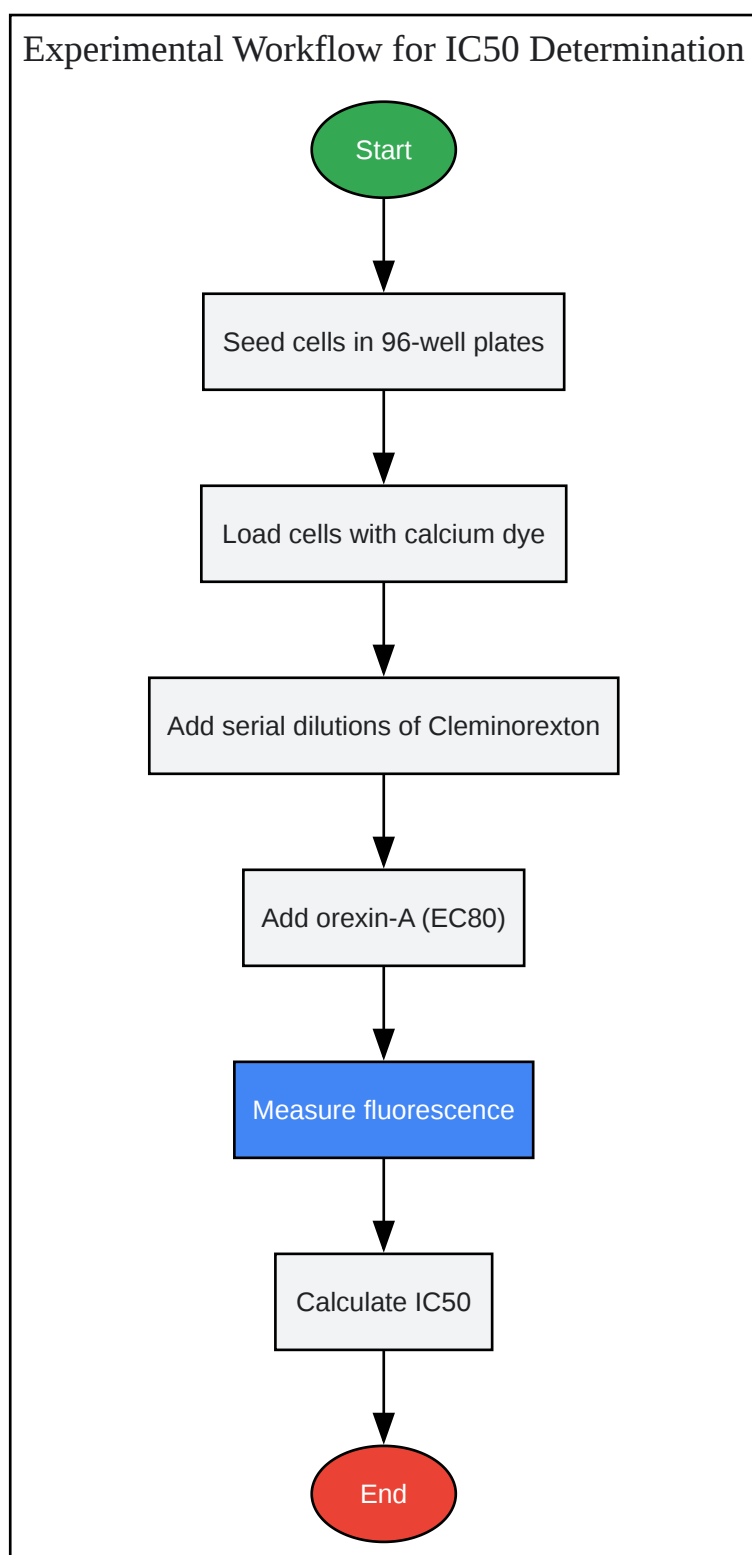 Experimental Workflow for IC50 Determination
Start
Seed cells in 96-well plates
Load cells with calcium dye
Add serial dilutions of Cleminorexton
Add orexin-A (EC80)
Measure fluorescence
Calculate IC50
End